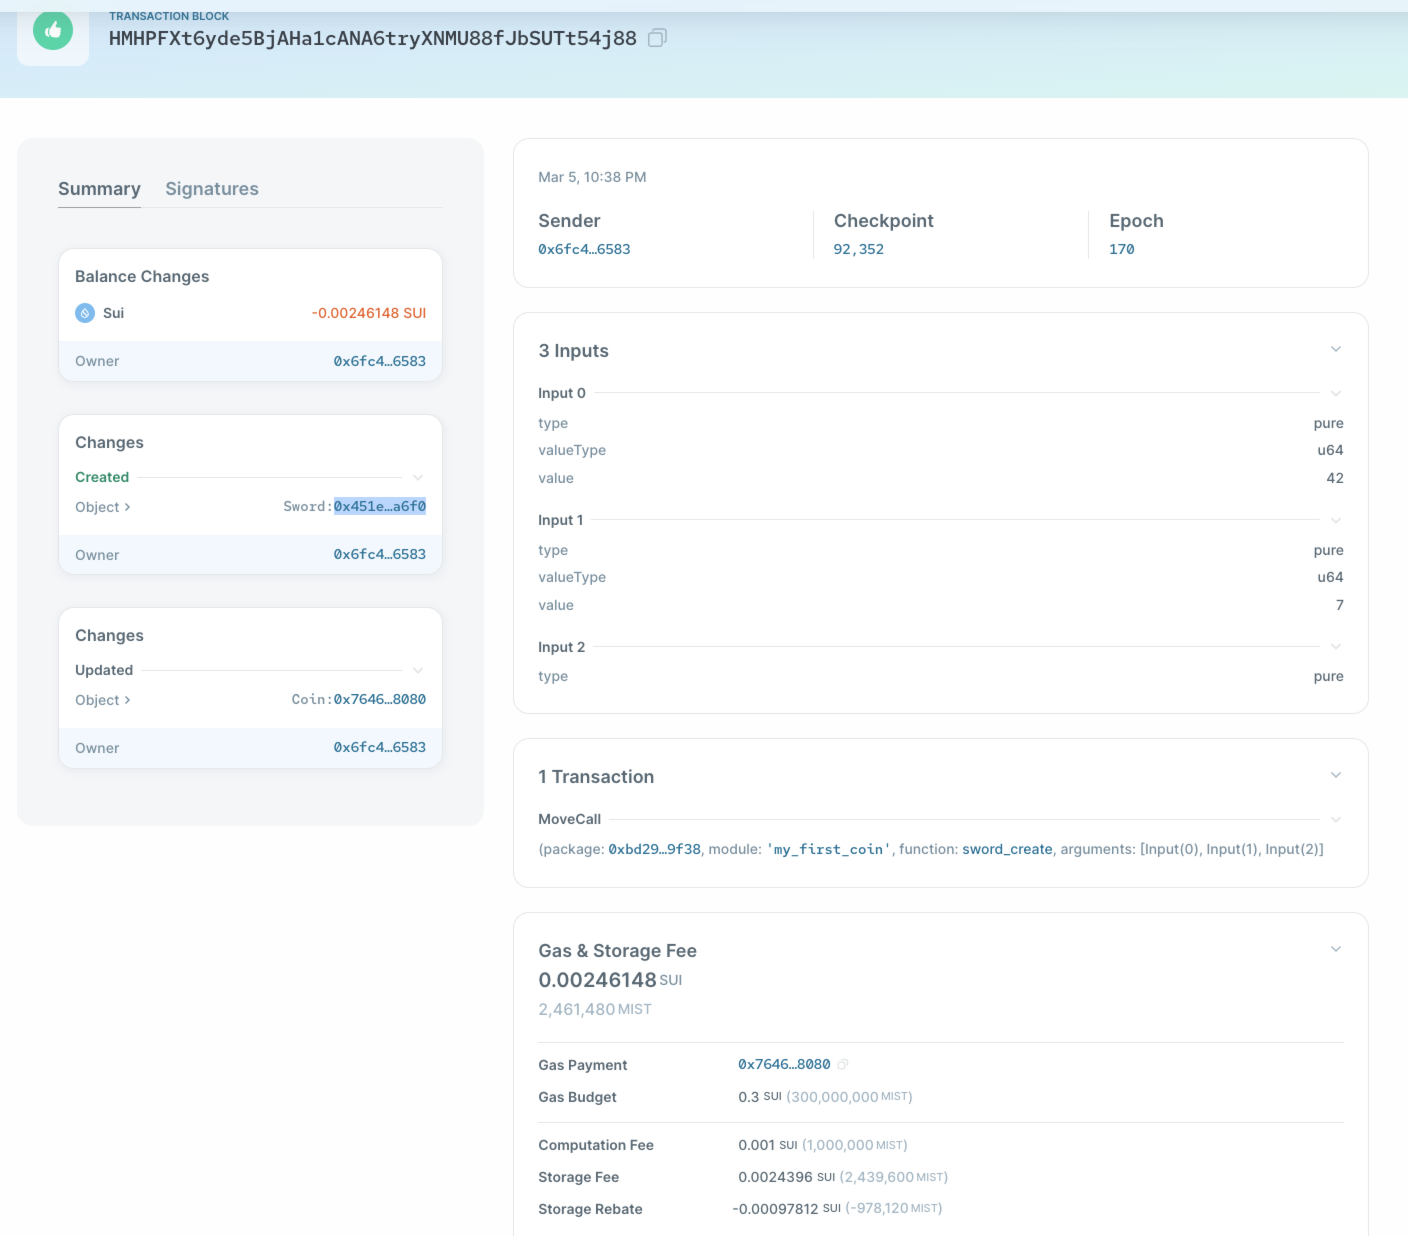 TRANSACTION BLOCK
HMHPFXt6yde5BjAHa1cANA6tryXNMU88fJbSUTt54j88
Summary Signatures
Balance Changes
Sui -0.00246148 SUI
Owner 0x6fc4…6583
Changes
Created
Object Sword:0x451e…a6f0
Owner 0x6fc4…6583
Changes
Updated
Object Coin:0x7646…8080
Owner 0x6fc4…6583
Mar 5, 10:38 PM
Sender Checkpoint Epoch
0x6fc4…6583 92,352 170
3 Inputs
Input 0
type pure
valueType u64
value 42
Input 1
type pure
valueType u64
value 7
Input 2
type pure
1 Transaction
MoveCall
(package: 0xbd29…9f38, module: 'my_first_coin', function: sword_create, arguments: [Input(0), Input(1), Input(2)]
Gas & Storage Fee
0.00246148 SUI
2,461,480 MIST
Gas Payment 0x7646…8080
Gas Budget 0.3 SUI (300,000,000 MIST)
Computation Fee 0.001 SUI (1,000,000 MIST)
Storage Fee 0.0024396 SUI (2,439,600 MIST)
Storage Rebate -0.00097812 SUI (-978,120 MIST)